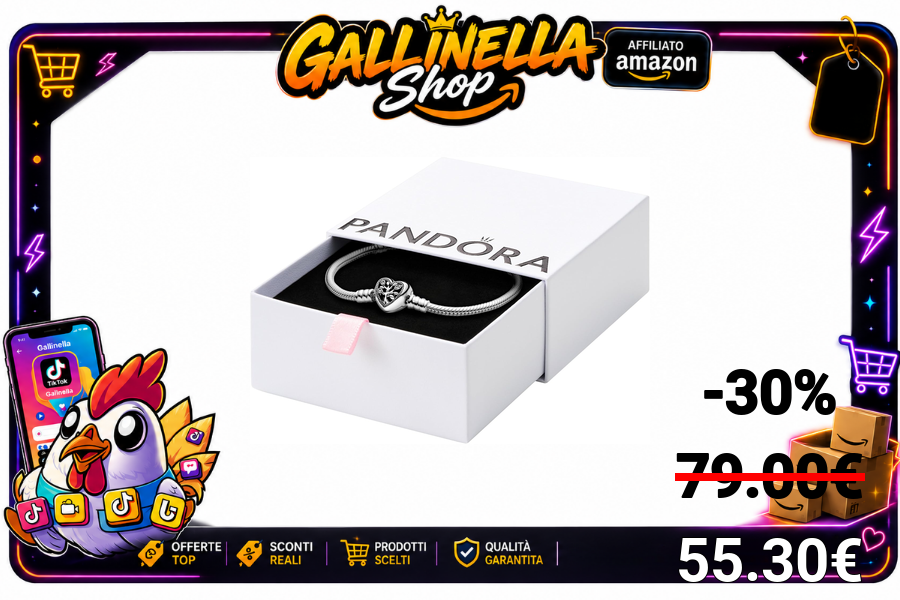 GALLINELLA
Shop
AFFILIATO
amazon
PANDORA
Gallinella
TikTok
Gallinella
-30%
79.00€
55.30€
OFFERTE
TOP
SCONTI
REALI
PRODOTTI
SCELTI
QUALITÀ
GARANTITA